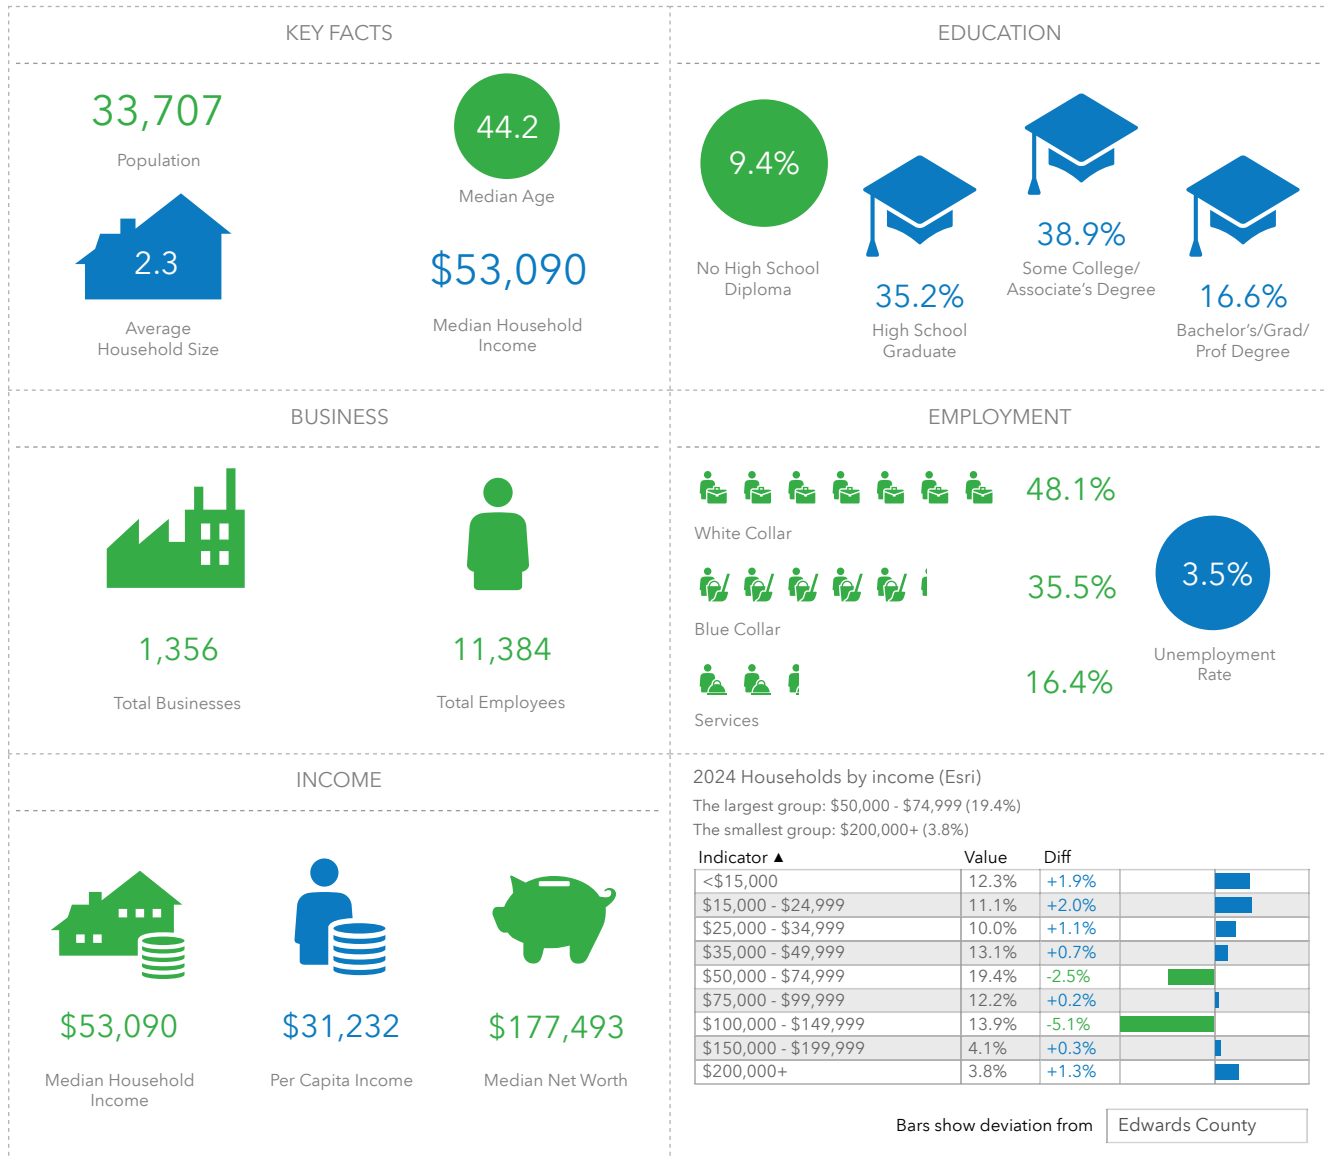 KEY FACTS
33,707
Population
44.2
Median Age
2.3
Average
Household Size
$53,090
Median Household
Income
EDUCATION
9.4%
No High School
Diploma
35.2%
High School
Graduate
38.9%
Some College/
Associate's Degree
16.6%
Bachelor's/Grad/
Prof Degree
BUSINESS
1,356
Total Businesses
11,384
Total Employees
EMPLOYMENT
48.1%
White Collar
35.5%
Blue Collar
16.4%
Services
3.5%
Unemployment
Rate
INCOME
$53,090
Median Household
Income
$31,232
Per Capita Income
$177,493
Median Net Worth
2024 Households by income (Esri)
The largest group: $50,000 - $74,999 (19.4%)
The smallest group: $200,000+ (3.8%)
Indicator ▲ Value Diff
<$15,000 12.3% +1.9%
$15,000 - $24,999 11.1% +2.0%
$25,000 - $34,999 10.0% +1.1%
$35,000 - $49,999 13.1% +0.7%
$50,000 - $74,999 19.4% -2.5%
$75,000 - $99,999 12.2% +0.2%
$100,000 - $149,999 13.9% -5.1%
$150,000 - $199,999 4.1% +0.3%
$200,000+ 3.8% +1.3%
Bars show deviation from Edwards County